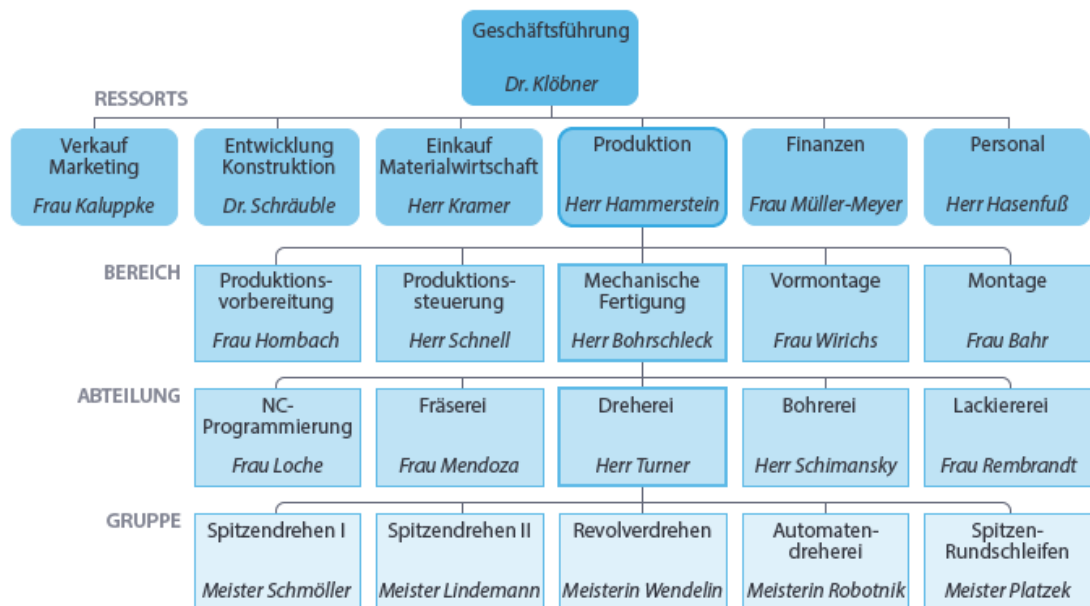 Geschäftsführung
Dr. Klöbner
RESSORTS
Verkauf
Marketing
Frau Kaluppke
Entwicklung
Konstruktion
Dr. Schräuble
Einkauf
Materialwirtschaft
Herr Kramer
Produktion
Herr Hammerstein
Finanzen
Frau Müller-Meyer
Personal
Herr Hasenfuß
BEREICH
Produktions-
vorbereitung
Frau Hornbach
Produktions-
steuerung
Herr Schnell
Mechanische
Fertigung
Herr Bohrschleck
Vormontage
Frau Wirichs
Montage
Frau Bahr
ABTEILUNG
NC-
Programmierung
Frau Loche
Fräserei
Frau Mendoza
Dreherei
Herr Turner
Bohrerei
Herr Schimansky
Lackiererei
Frau Rembrandt
GRUPPE
Spitzendrehen I
Meister Schmöller
Spitzendrehen II
Meister Lindemann
Revolverdrehen
Meisterin Wendelin
Automaten-
dreherei
Meisterin Robotnik
Spitzen-
Rundschleifen
Meister Platzek